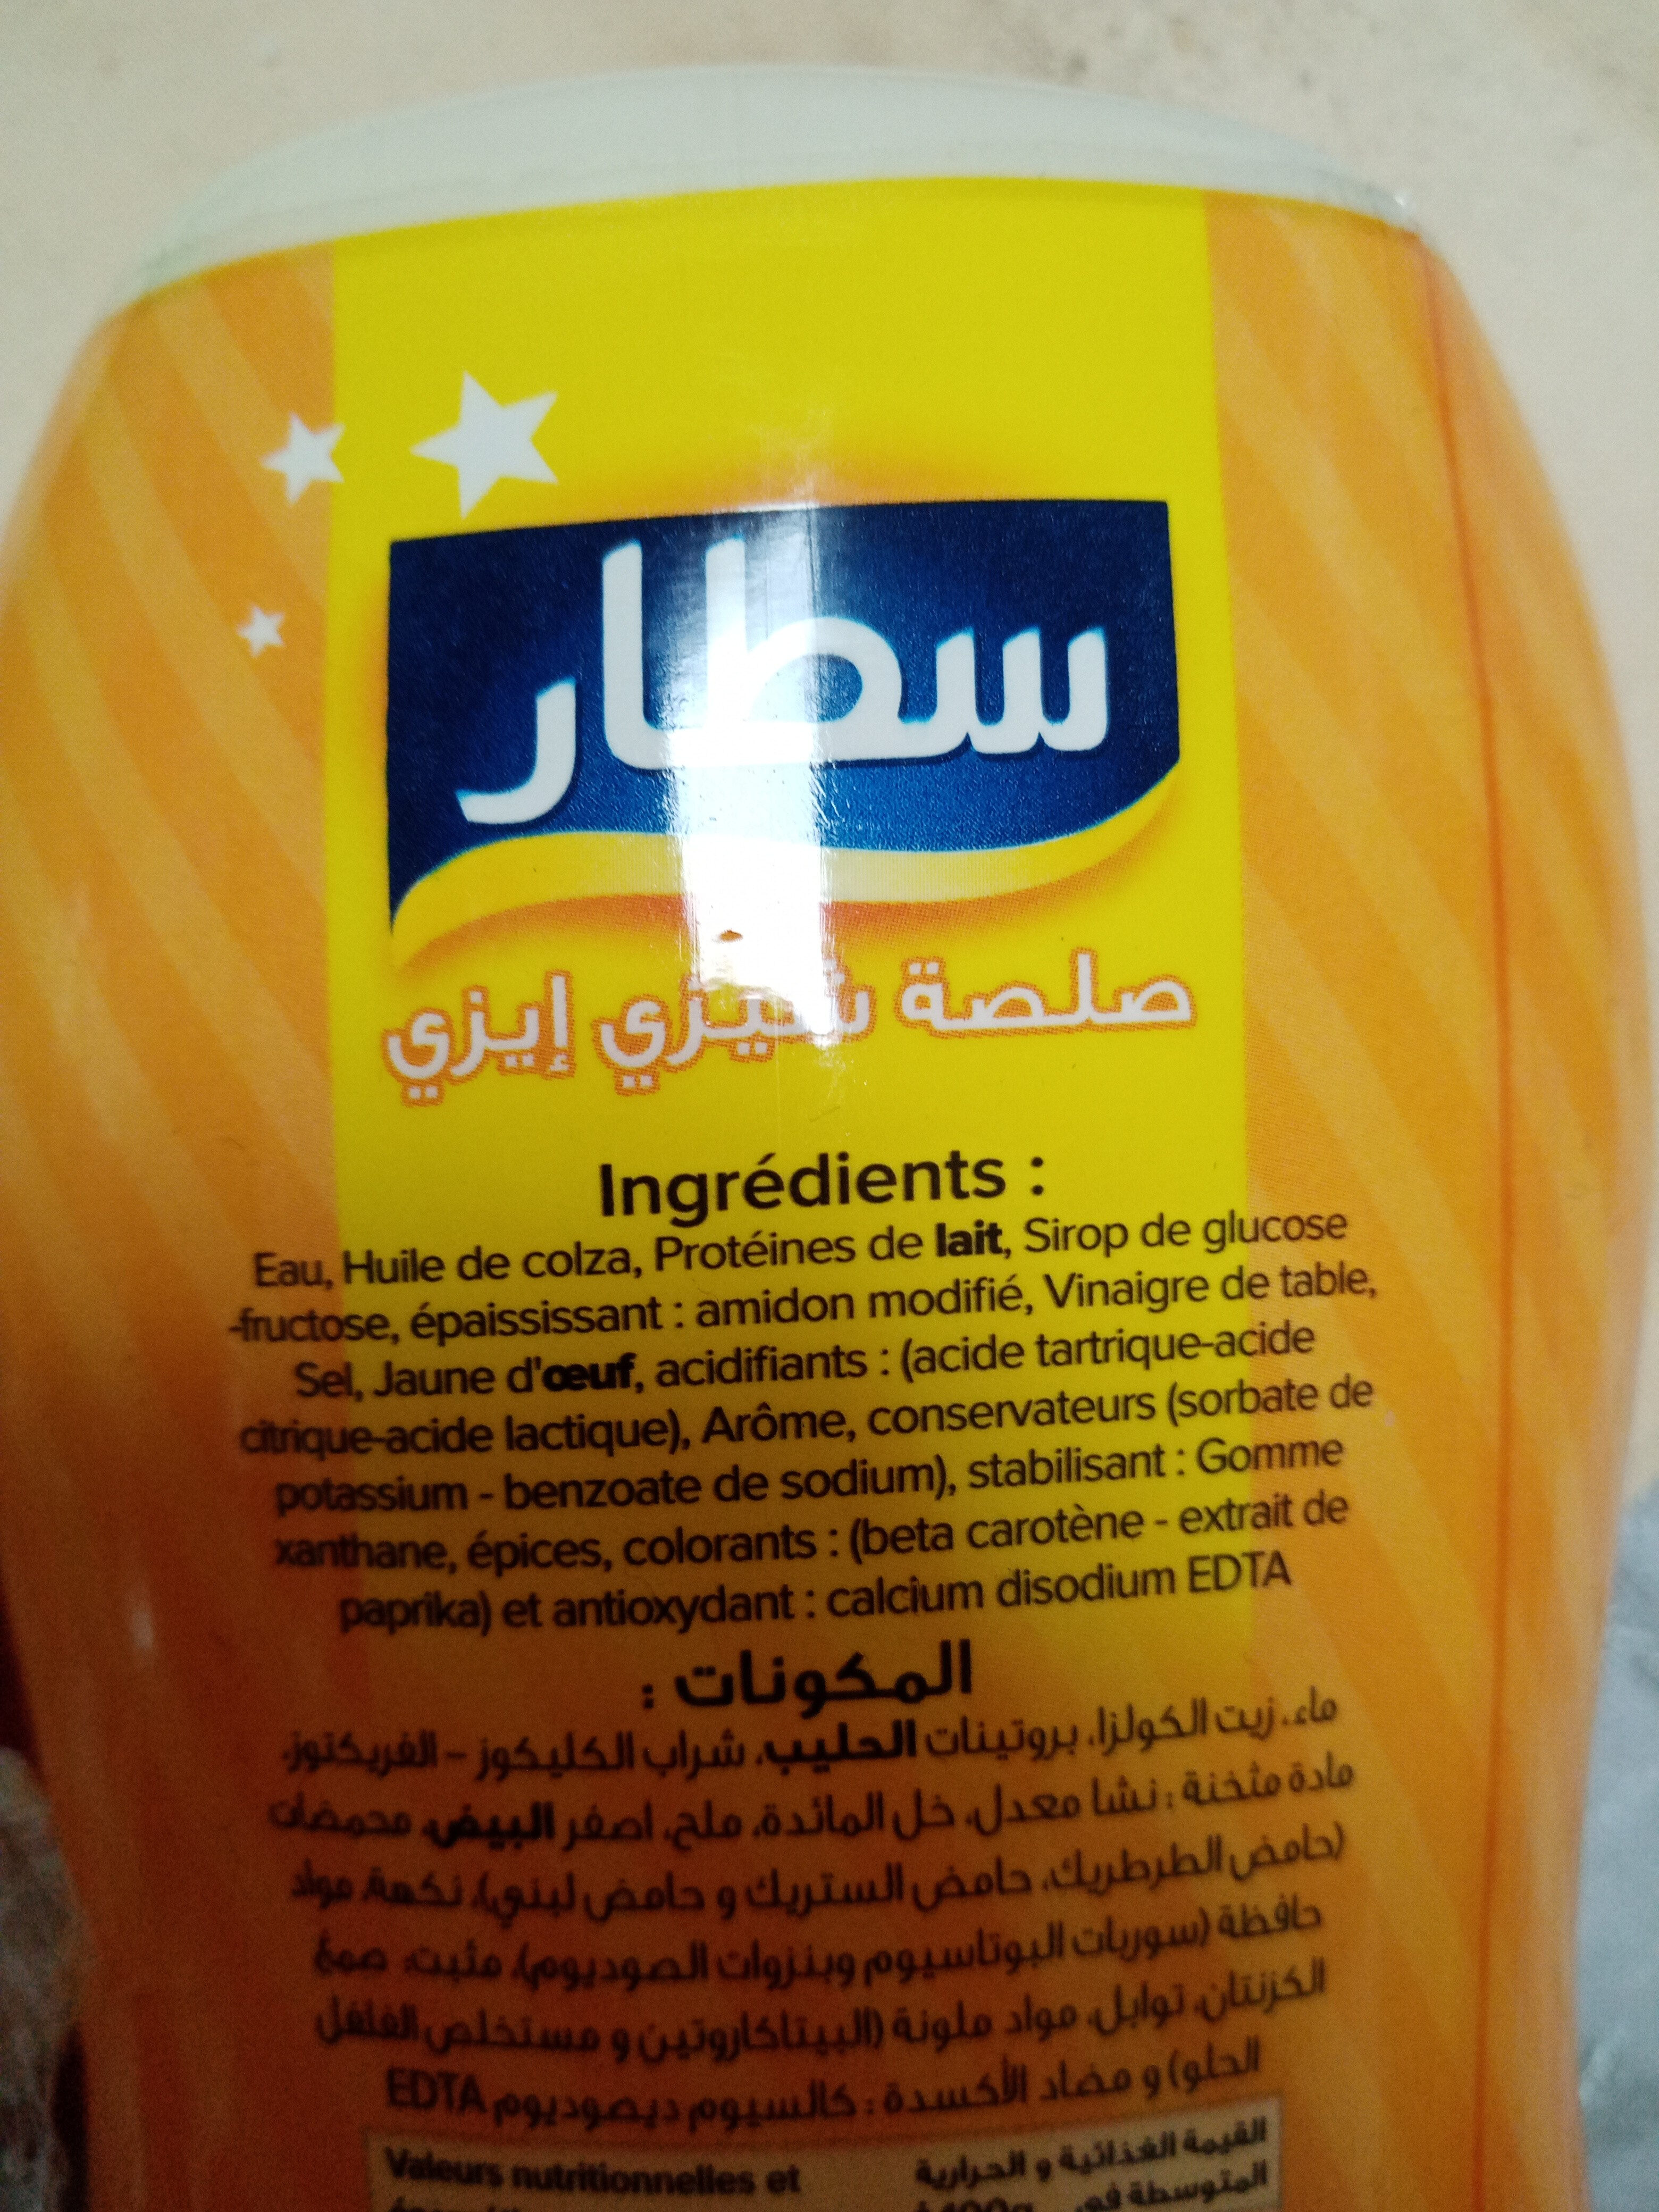 سطار
صلصة شيزي إيزي
Ingrédients :
Eau, Huile de colza, Protéines de lait, Sirop de glucose
-fructose, épaississant : amidon modifié, Vinaigre de table,
Sel, Jaune d'œuf, acidifiants : (acide tartrique-acide
citrique-acide lactique), Arôme, conservateurs (sorbate de
potassium - benzoate de sodium), stabilisant : Gomme
xanthane, épices, colorants : (beta carotène - extrait de
paprika) et antioxydant : calcium disodium EDTA
المكونات :
ماء، زيت الكولزا، بروتينات الحليب، شراب الكليكوز - الفريكتوز،
مادة مثخنة : نشا معدل، خل المائدة، ملح، اصفر البيض، محمضات
(حامض الطرطريك، حامض الستريك و حامض لبني)، نكهة، مواد
حافظة (سوربات البوتاسيوم وبنزوات الصوديوم)، مثبت: صمغ
الكزنتان، توابل، مواد ملونة (البيتاكاروتين و مستخلص الفلفل
الحلو) و مضاد الأكسدة : كالسيوم ديصوديوم EDTA
Valeurs nutritionnelles et
القيمة الغذائية و الحرارية
المتوسطة في